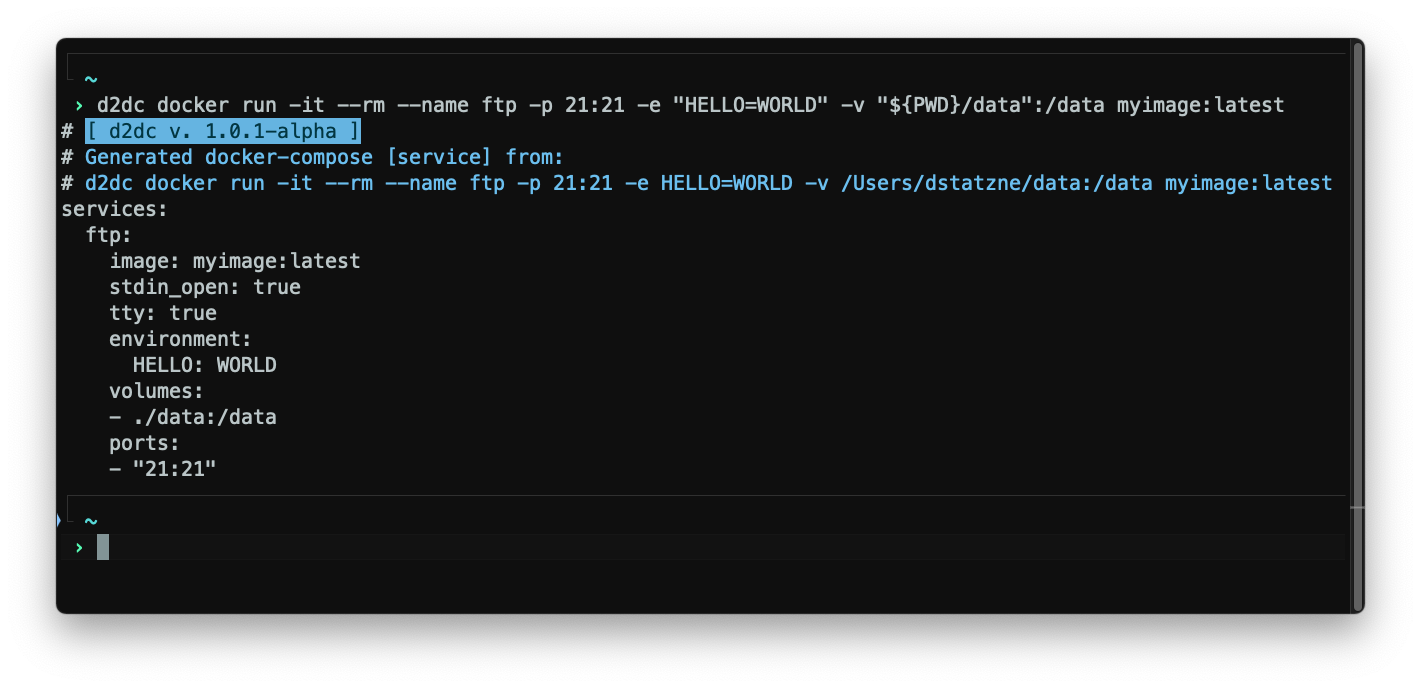 ~
› d2dc docker run -it --rm --name ftp -p 21:21 -e "HELLO=WORLD" -v "${PWD}/data":/data myimage:latest
# [ d2dc v. 1.0.1-alpha ]
# Generated docker-compose [service] from:
# d2dc docker run -it --rm --name ftp -p 21:21 -e HELLO=WORLD -v /Users/dstatzne/data:/data myimage:latest
services:
  ftp:
    image: myimage:latest
    stdin_open: true
    tty: true
    environment:
      HELLO: WORLD
    volumes:
    - ./data:/data
    ports:
    - "21:21"
~
›